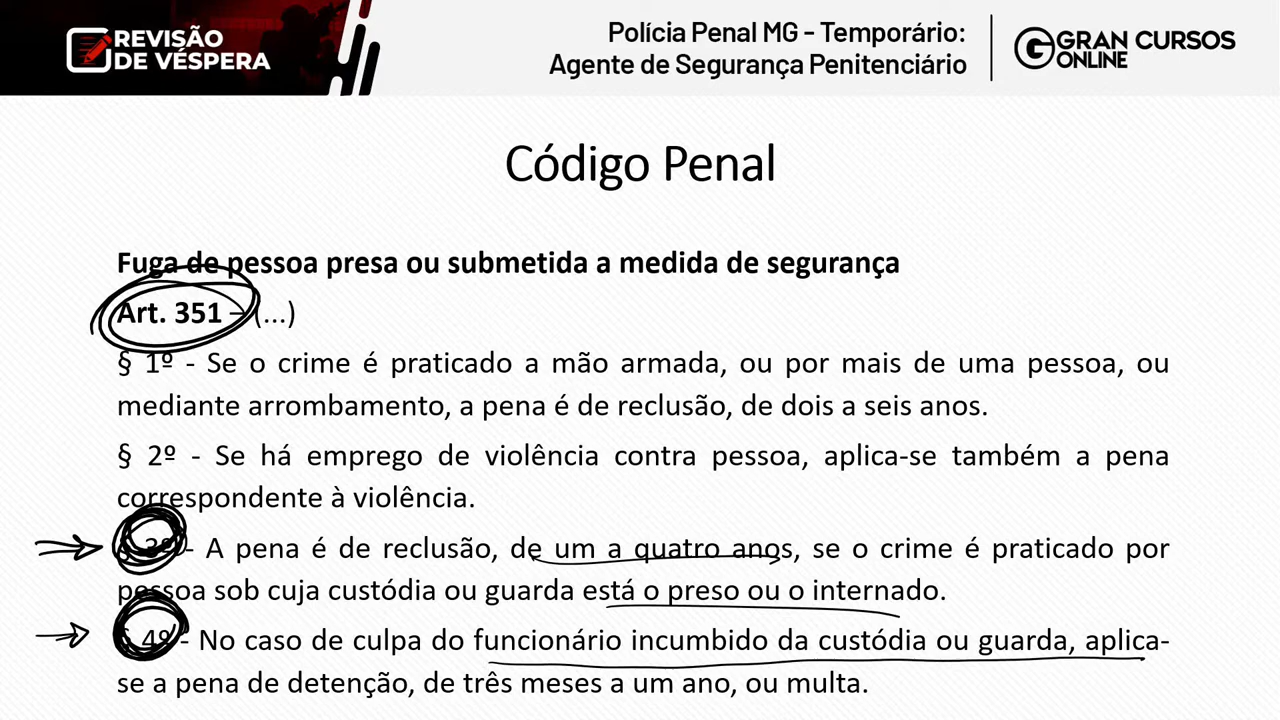 REVISÃO
DE VÉSPERA
Polícia Penal MG - Temporário:
Agente de Segurança Penitenciário
GRAN CURSOS
ONLINE
Código Penal
Fuga de pessoa presa ou submetida a medida de segurança
Art. 351 – (...)
§ 1º - Se o crime é praticado a mão armada, ou por mais de uma pessoa, ou
mediante arrombamento, a pena é de reclusão, de dois a seis anos.
§ 2º - Se há emprego de violência contra pessoa, aplica-se também a pena
correspondente à violência.
§ 3º - A pena é de reclusão, de um a quatro anos, se o crime é praticado por
pessoa sob cuja custódia ou guarda está o preso ou o internado.
§ 4º - No caso de culpa do funcionário incumbido da custódia ou guarda, aplica-
se a pena de detenção, de três meses a um ano, ou multa.